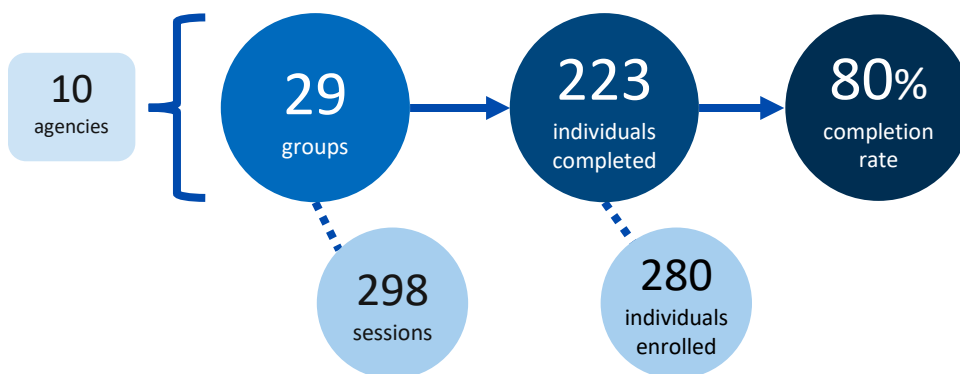 10
agencies
29
groups
223
individuals
completed
80%
completion
rate
298
sessions
280
individuals
enrolled